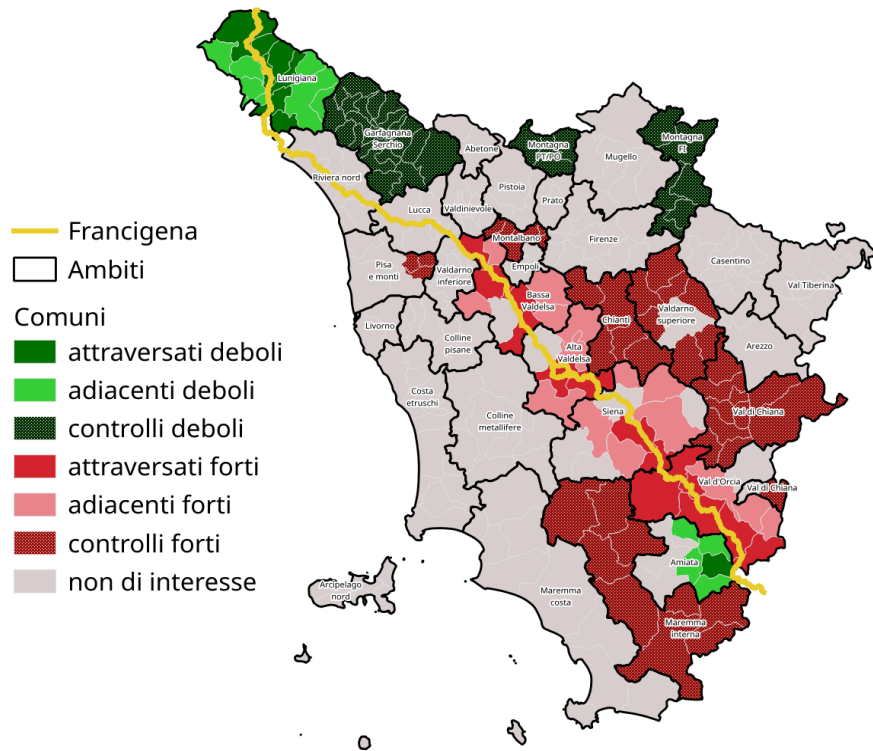 Francigena
Ambiti
Comuni
attraversati deboli
adiacenti deboli
controlli deboli
attraversati forti
adiacenti forti
controlli forti
non di interesse
Lunigiana
Garfagnana
Serchio
Riviera nord
Abetone
Montagna
PT/PO
Mugello
Montagna
FI
Pistoia
Prato
Lucca
Valdinievole
Montalbano
Firenze
Casentino
Val Tiberina
Pisa
e monti
Valdarno
inferiore
Empoli
Bassa
Valdelsa
Chianti
Valdarno
superiore
Livorno
Colline
pisane
Alta
Valdelsa
Arezzo
Costa
etruschi
Colline
metallifere
Siena
Val di Chiana
Val d'Orcia
Val di Chiana
Amiata
Arcipelago
nord
Maremma
costa
Maremma
interna